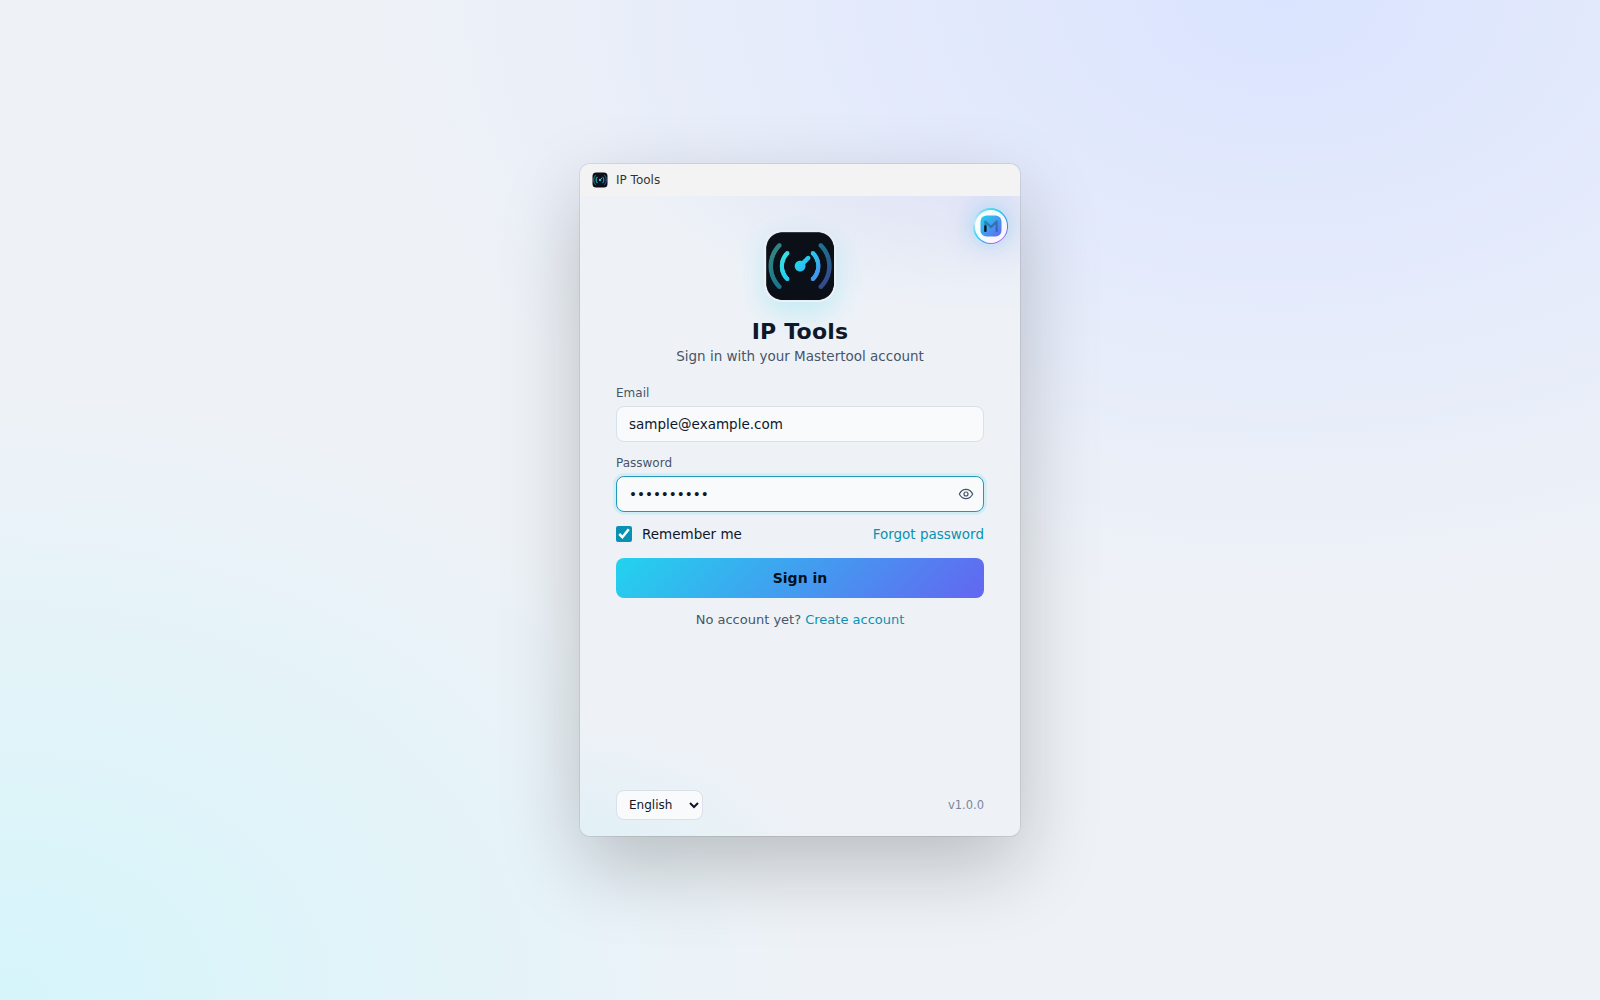 IP Tools
IP Tools
Sign in with your Mastertool account
Email
sample@example.com
Password
••••••••••
Remember me
Forgot password
Sign in
No account yet? Create account
English
v1.0.0